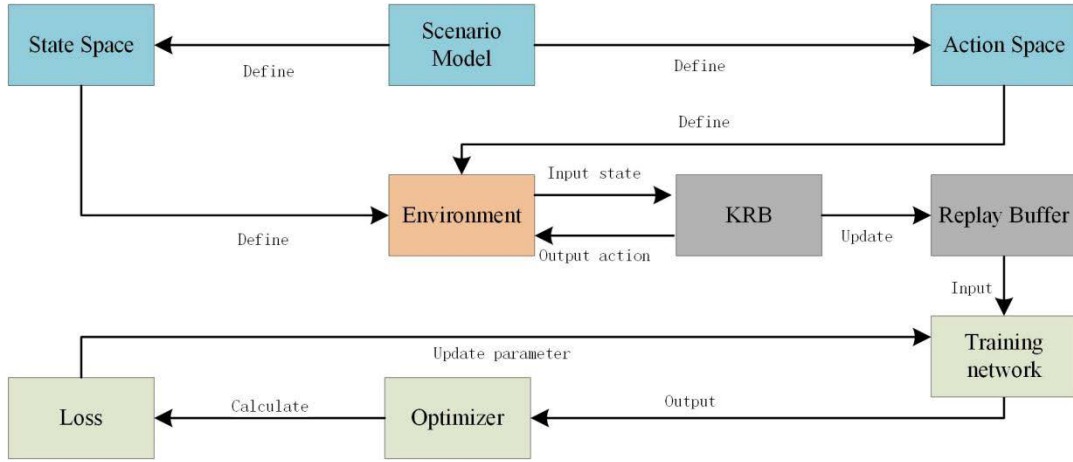 State Space
Scenario
Model
Action Space
Define
Define
Define
Input state
Environment
KRB
Replay Buffer
Define
Output action
Update
Input
Training
network
Update parameter
Loss
Calculate
Optimizer
Output